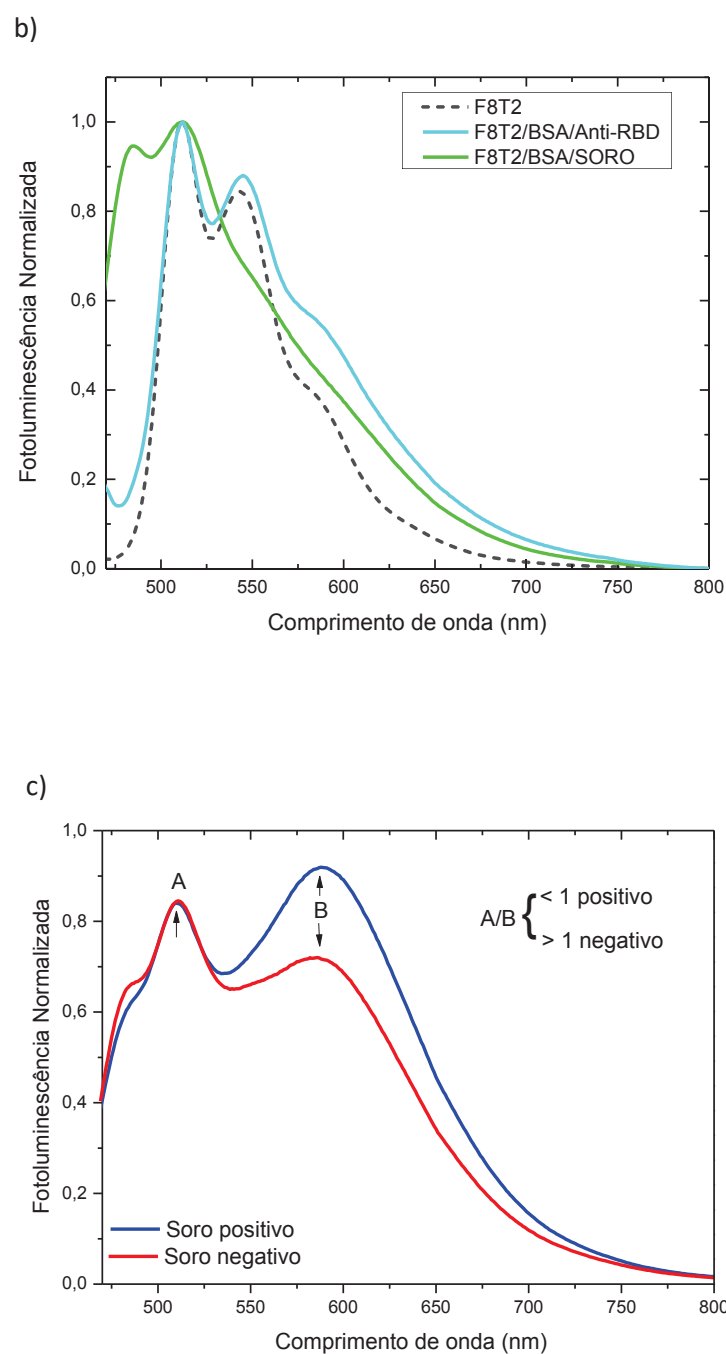 b)
F8T2
F8T2/BSA/Anti-RBD
F8T2/BSA/SORO
Fotoluminescência Normalizada
1,0
0,8
0,6
0,4
0,2
0,0
500 550 600 650 700 750 800
Comprimento de onda (nm)
c)
Fotoluminescência Normalizada
1,0
0,8
0,6
0,4
0,2
0,0
A
B
A/B { < 1 positivo
> 1 negativo
Soro positivo
Soro negativo
500 550 600 650 700 750 800
Comprimento de onda (nm)